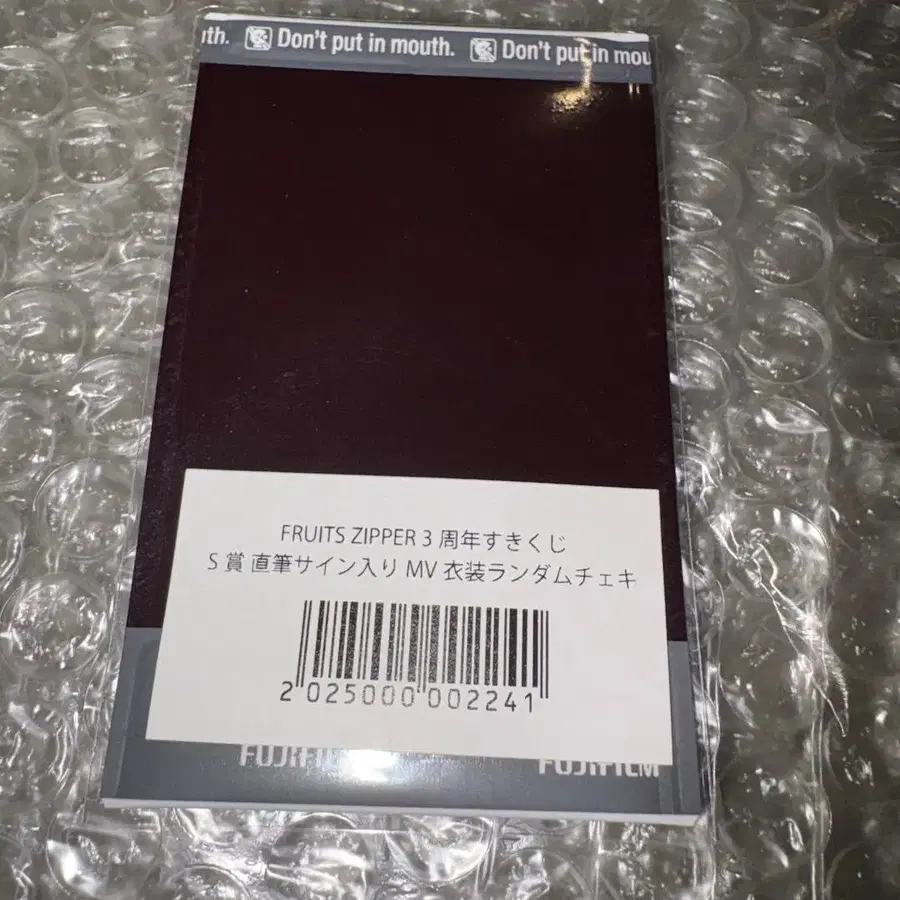 uth. Don't put in mouth. Don't put in mou
FRUITS ZIPPER 3 周年すきくじ
S 賞 直筆サイン入り MV 衣装ランダムチェキ
2 025000 002241
FUJIFILM FUJIFILM